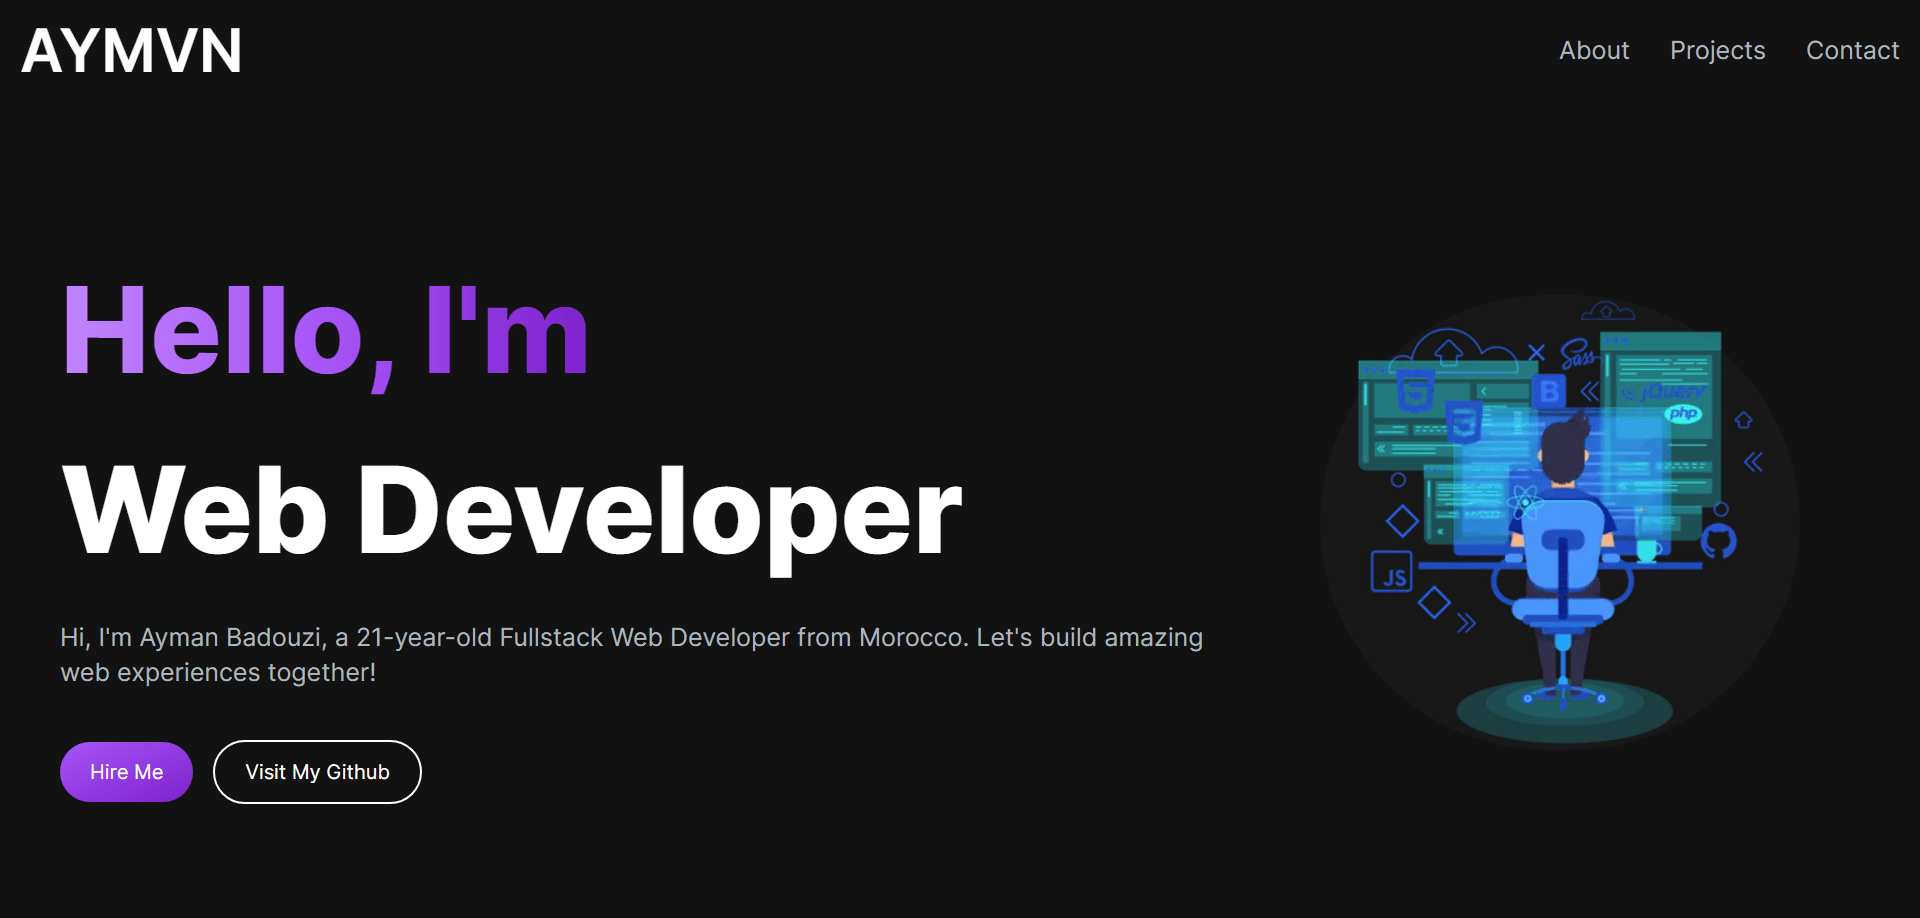 AYMVN
About Projects Contact
Hello, I'm
Web Developer
Hi, I'm Ayman Badouzi, a 21-year-old Fullstack Web Developer from Morocco. Let's build amazing
web experiences together!
Hire Me Visit My Github
Sass
B
jQuery
php
JS